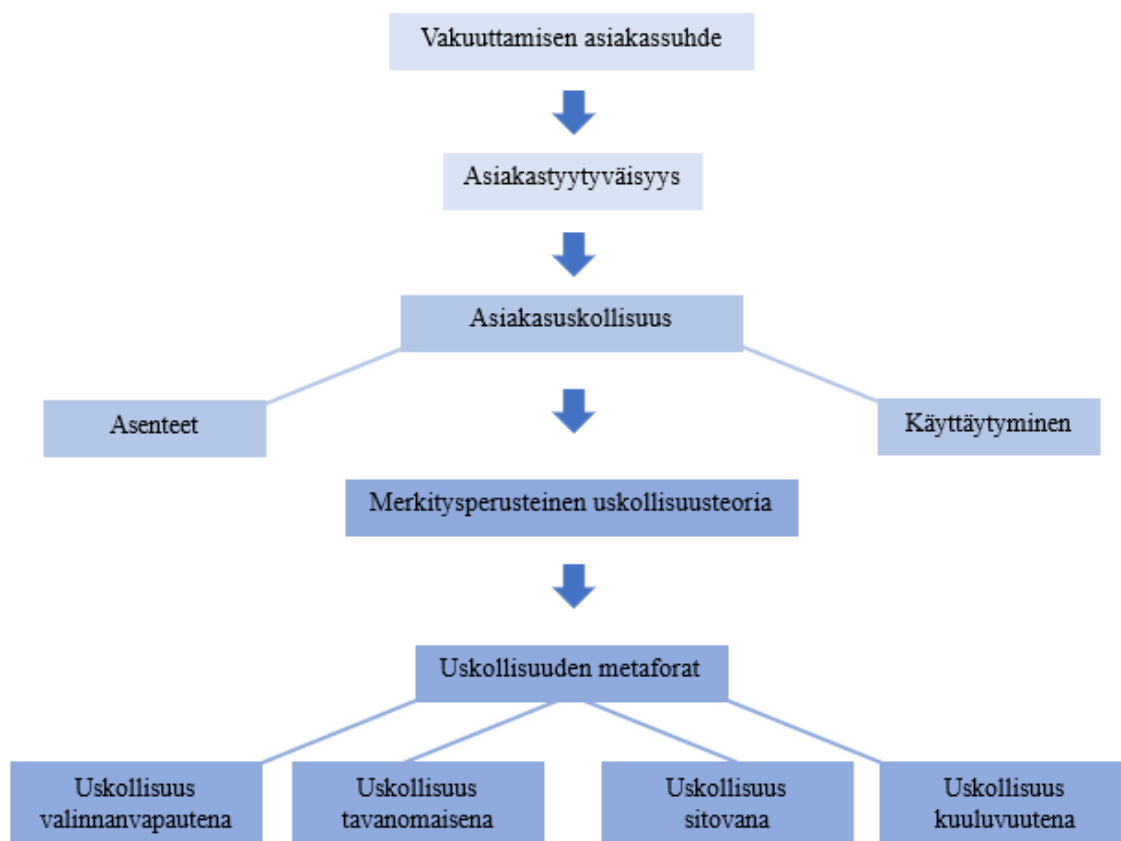 Vakuuttamisen asiakassuhde
Asiakastyytyväisyys
Asiakasuskollisuus
Asenteet
Käyttäytyminen
Merkitysperusteinen uskollisuusteoria
Uskollisuuden metaforat
Uskollisuus
valinnanvapautena
Uskollisuus
tavanomaisena
Uskollisuus
sitovana
Uskollisuus
kuuluvuutena